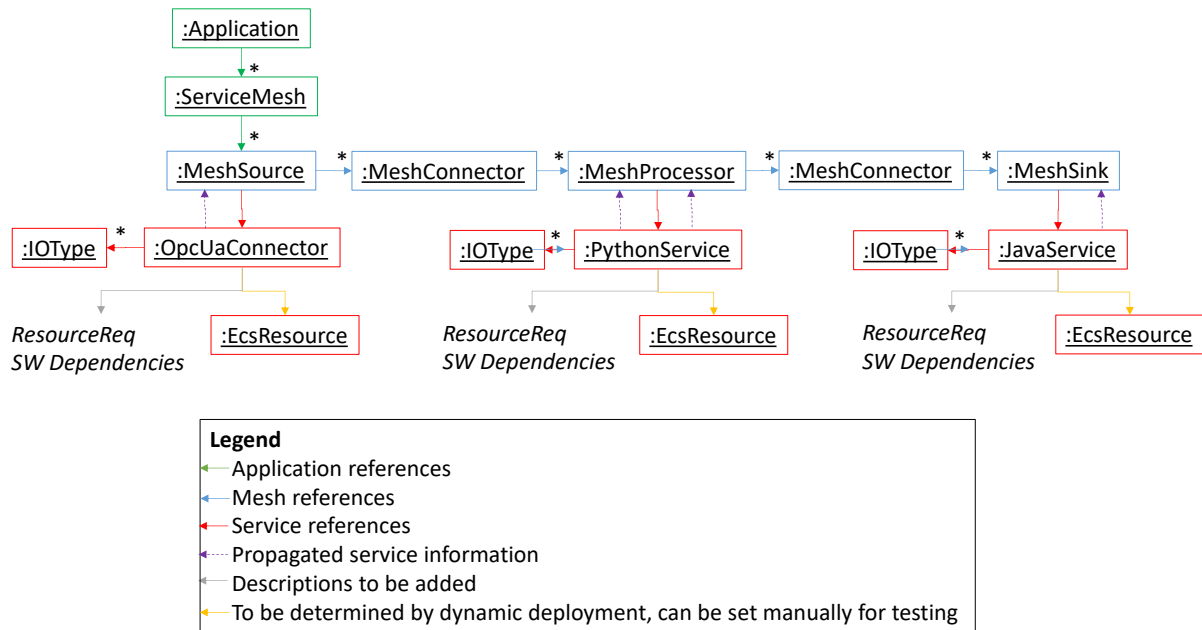 :Application
*
:ServiceMesh
*
:MeshSource
*
:MeshConnector
*
:MeshProcessor
*
:MeshConnector
*
:MeshSink
:IOType
*
:OpcUaConnector
:IOType
*
:PythonService
:IOType
*
:JavaService
ResourceReq
SW Dependencies
:EcsResource
ResourceReq
SW Dependencies
:EcsResource
ResourceReq
SW Dependencies
:EcsResource
Legend
Application references
Mesh references
Service references
Propagated service information
Descriptions to be added
To be determined by dynamic deployment, can be set manually for testing